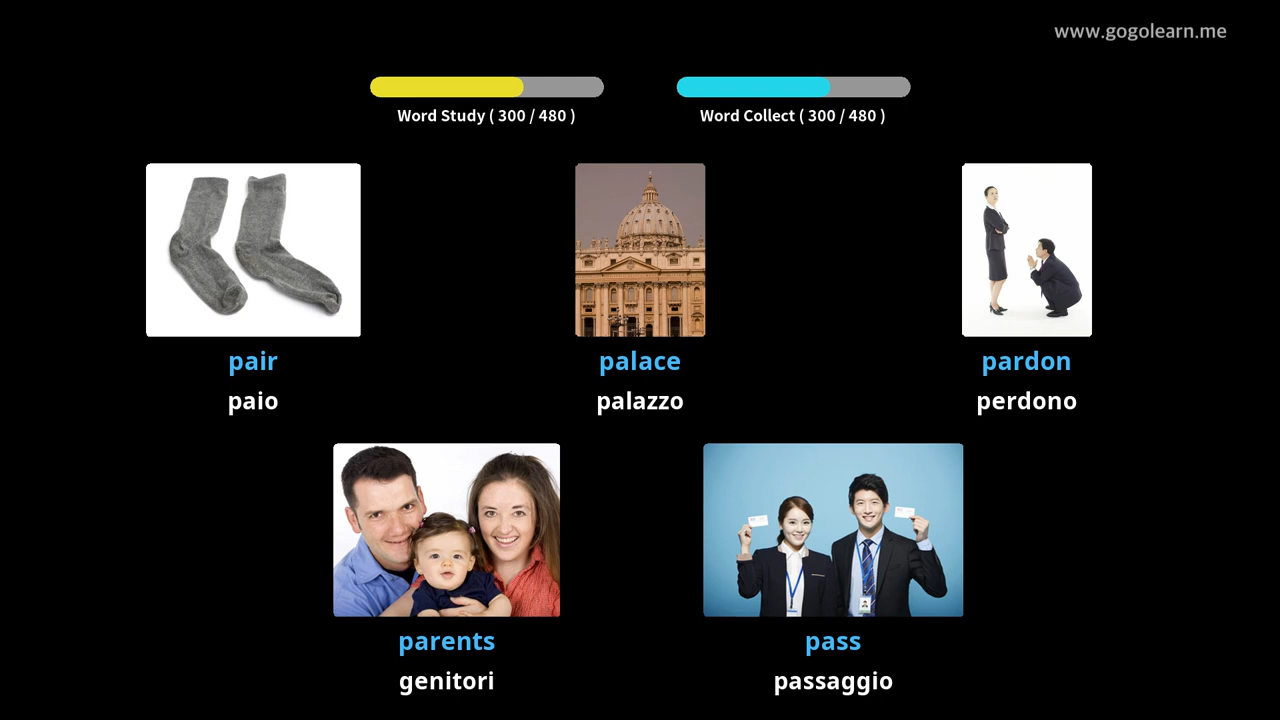 www.gogolearn.me
Word Study ( 300 / 480 )
Word Collect ( 300 / 480 )
pair
paio
palace
palazzo
pardon
perdono
parents
genitori
pass
passaggio